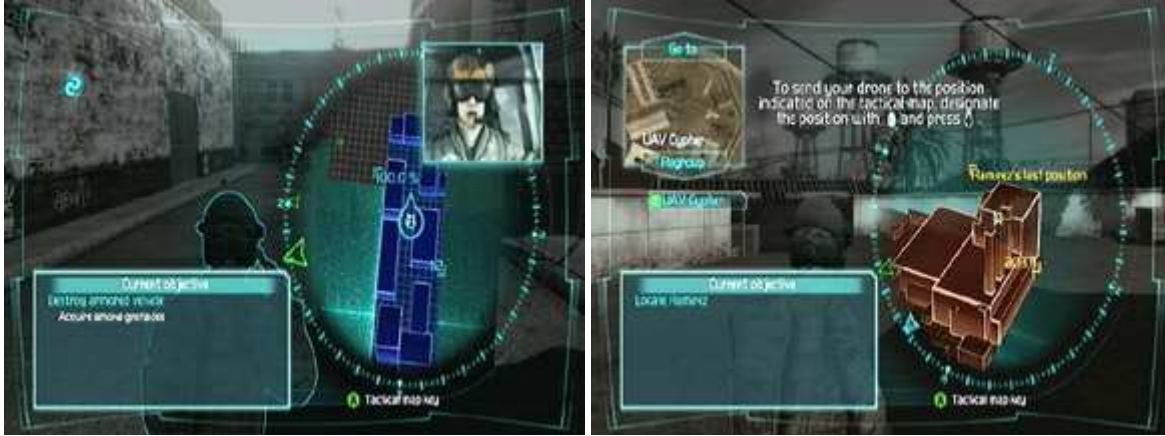 100.0 %
Current objective
Destroy armored vehicle
Acquire smoke grenades
Tactical map key
Go to
UAV Cypher
Regroup
UAV Cypher
To send your drone to the position
indicated on the tactical map, designate
the position with and press .
Ramirez's last position
Current objective
Locate Ramirez
Tactical map key